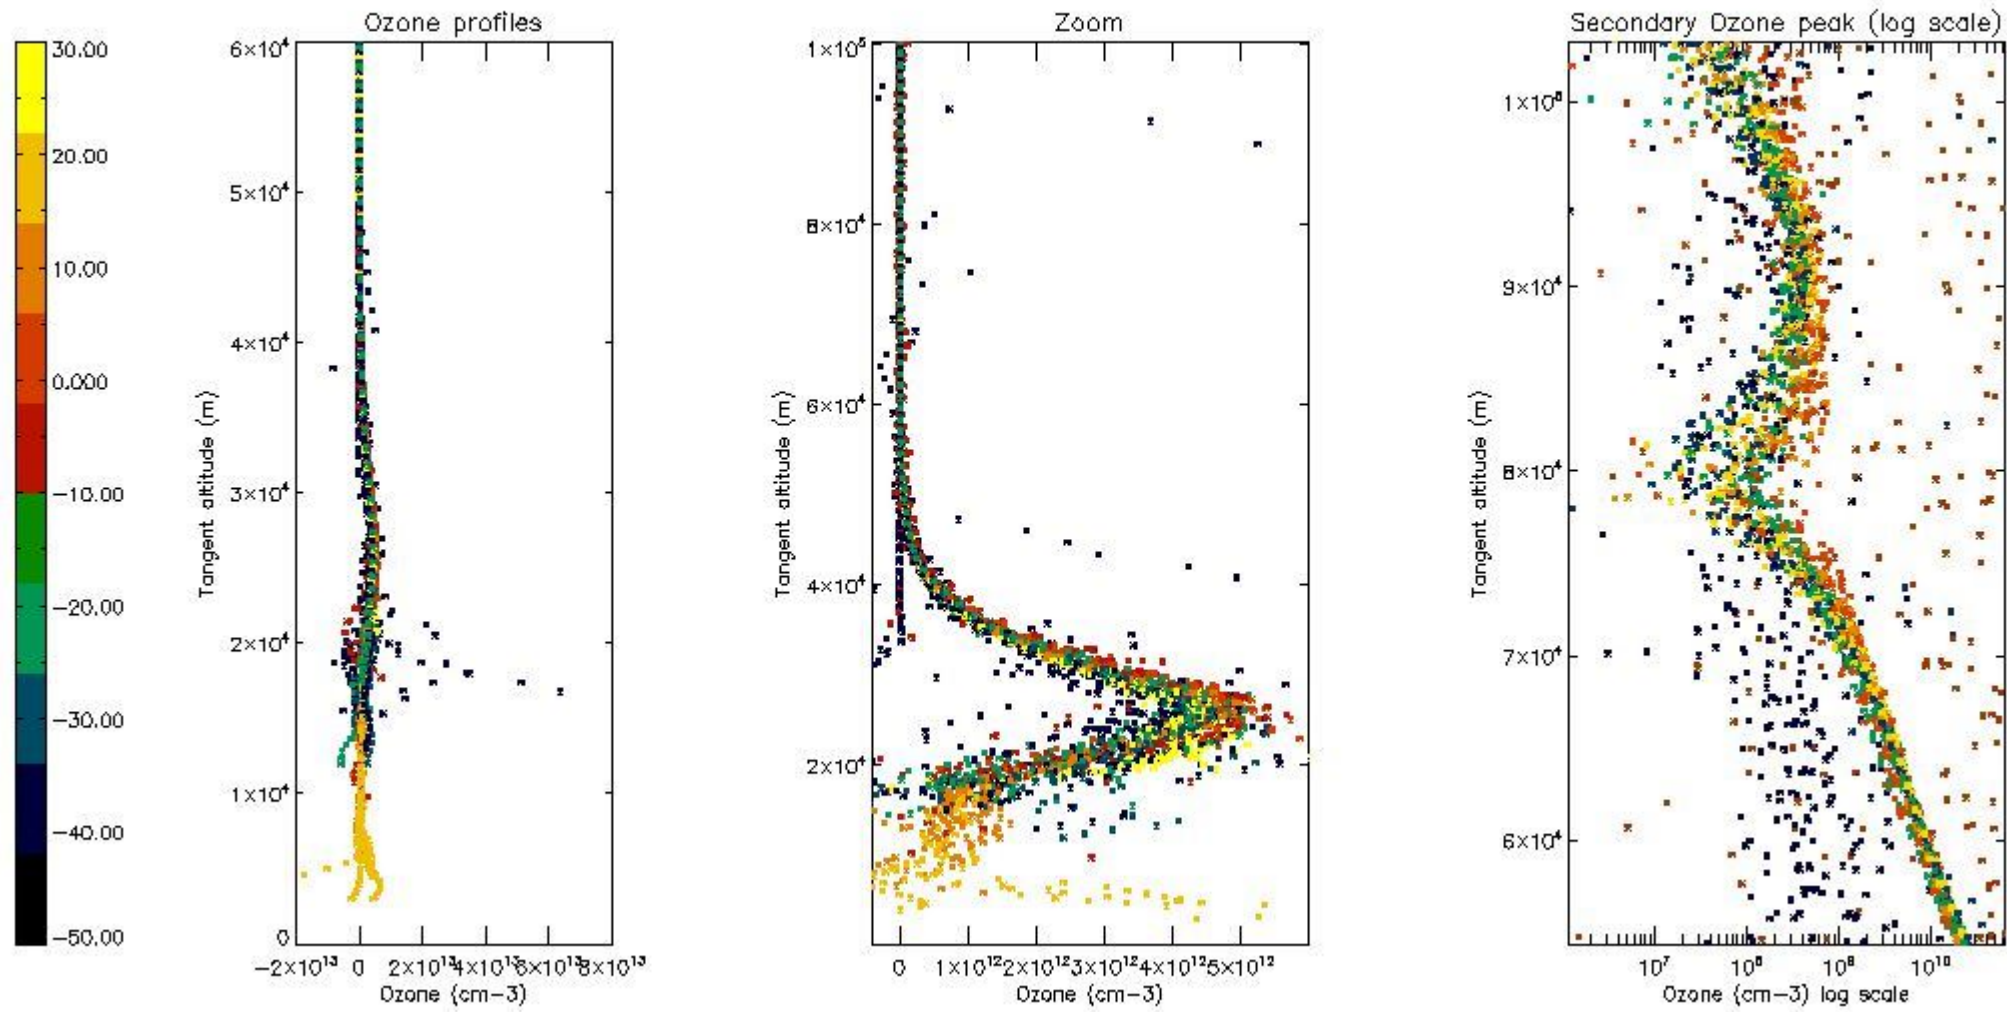 Ozone profiles
Zoom
Secondary Ozone peak (log scale)
30.00
20.00
10.00
0.000
−10.00
−20.00
−30.00
−40.00
−50.00
6×10⁴
5×10⁴
4×10⁴
3×10⁴
2×10⁴
1×10⁴
0
Tangent altitude (m)
−2×10¹³ 0 2×10¹³ 4×10¹³ 6×10¹³ 8×10¹³
Ozone (cm−3)
1×10⁵
8×10⁴
6×10⁴
4×10⁴
2×10⁴
Tangent altitude (m)
0 1×10¹² 2×10¹² 3×10¹² 4×10¹² 5×10¹²
Ozone (cm−3)
1×10⁵
9×10⁴
8×10⁴
7×10⁴
6×10⁴
Tangent altitude (m)
10⁷ 10⁸ 10⁹ 10¹⁰
Ozone (cm−3) log scale